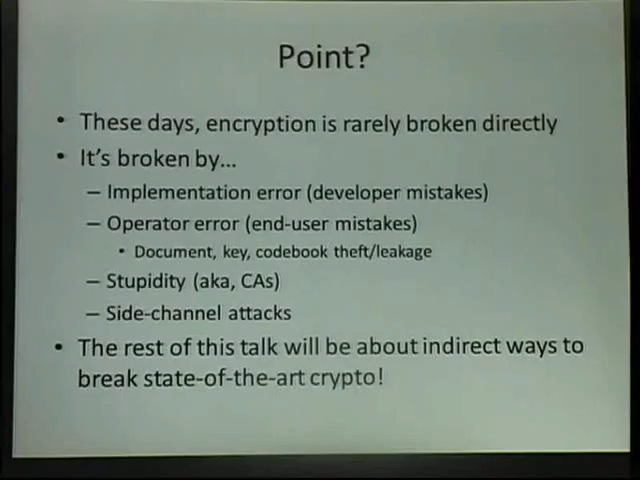 Point?
• These days, encryption is rarely broken directly
• It's broken by…
– Implementation error (developer mistakes)
– Operator error (end-user mistakes)
• Document, key, codebook theft/leakage
– Stupidity (aka, CAs)
– Side-channel attacks
• The rest of this talk will be about indirect ways to
break state-of-the-art crypto!